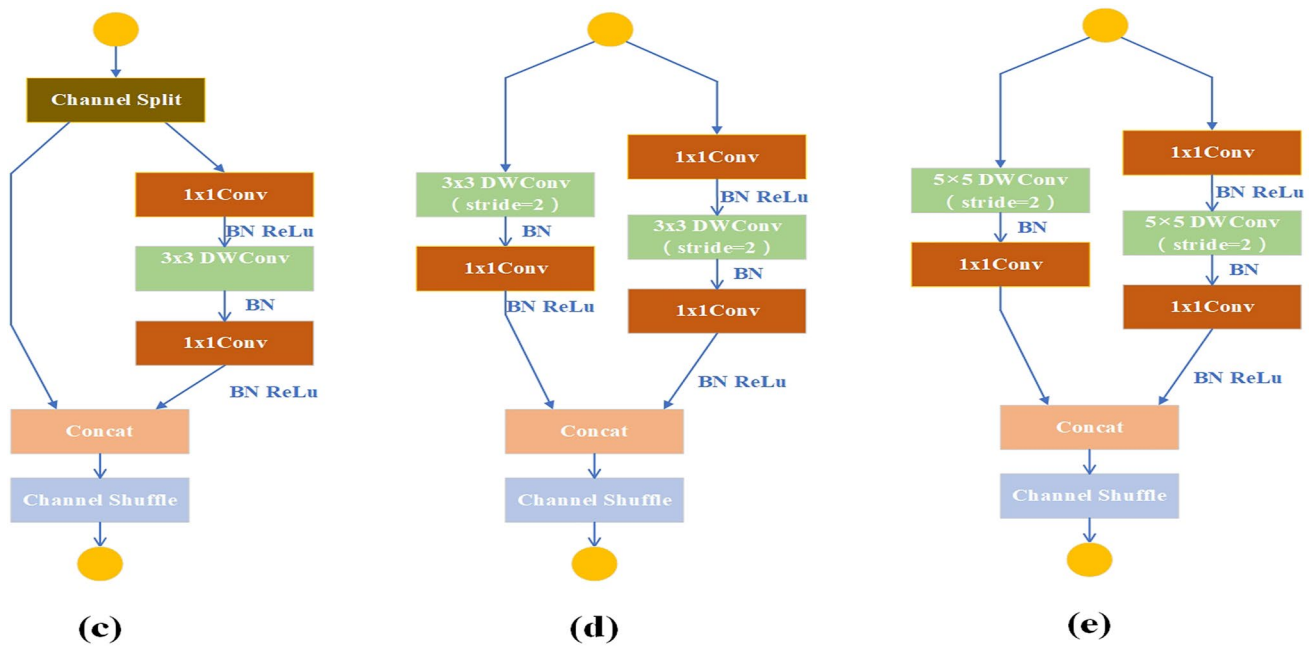 Channel Split
1x1Conv
BN ReLu
3x3 DWConv
BN
1x1Conv
BN ReLu
Concat
Channel Shuffle
(c)
3x3 DWConv
( stride=2 )
BN
1x1Conv
BN ReLu
1x1Conv
BN ReLu
3x3 DWConv
( stride=2 )
BN
1x1Conv
BN ReLu
Concat
Channel Shuffle
(d)
5×5 DWConv
( stride=2 )
BN
1x1Conv
1x1Conv
BN ReLu
5×5 DWConv
( stride=2 )
BN
1x1Conv
BN ReLu
Concat
Channel Shuffle
(e)